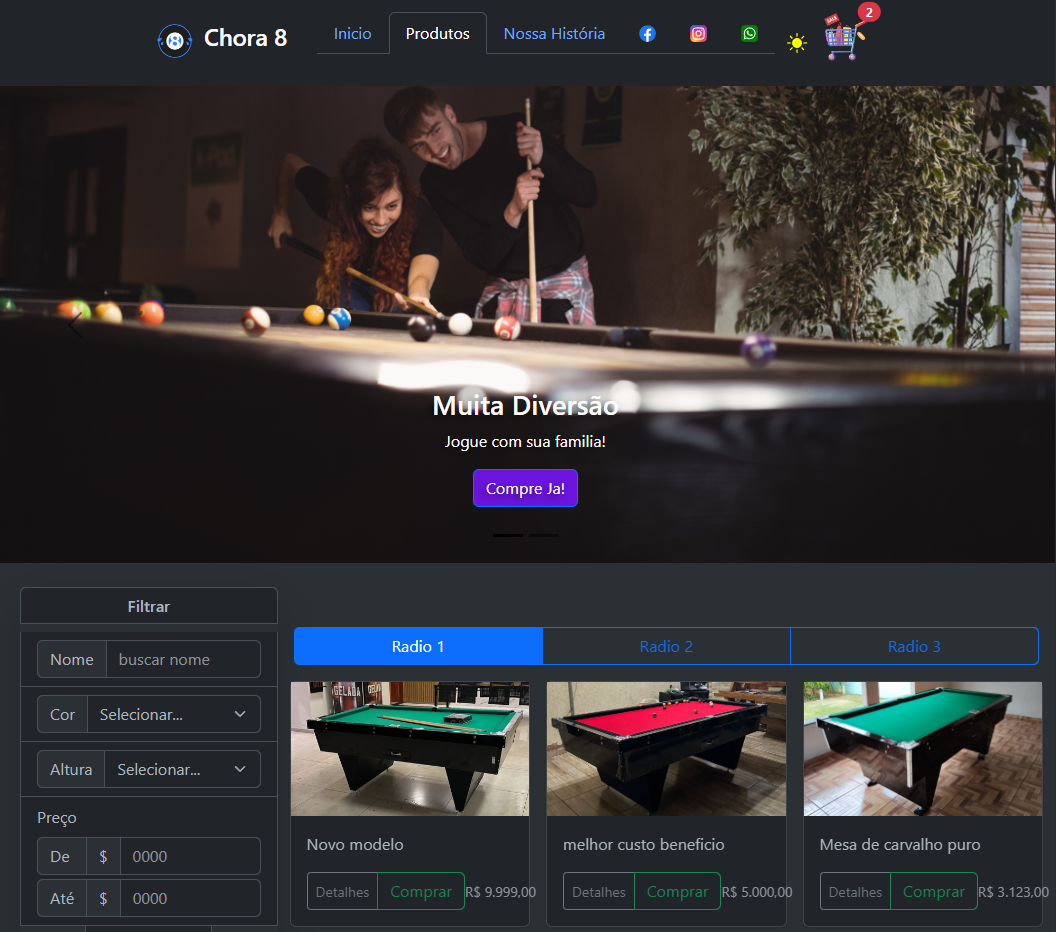 Chora 8
Inicio
Produtos
Nossa História
2
Muita Diversão
Jogue com sua familia!
Compre Ja!
Filtrar
Nome
buscar nome
Cor
Selecionar...
Altura
Selecionar...
Preço
De
$
0000
Até
$
0000
Radio 1
Radio 2
Radio 3
Novo modelo
Detalhes
Comprar
R$ 9.999,00
melhor custo beneficio
Detalhes
Comprar
R$ 5.000,00
Mesa de carvalho puro
Detalhes
Comprar
R$ 3.123,00